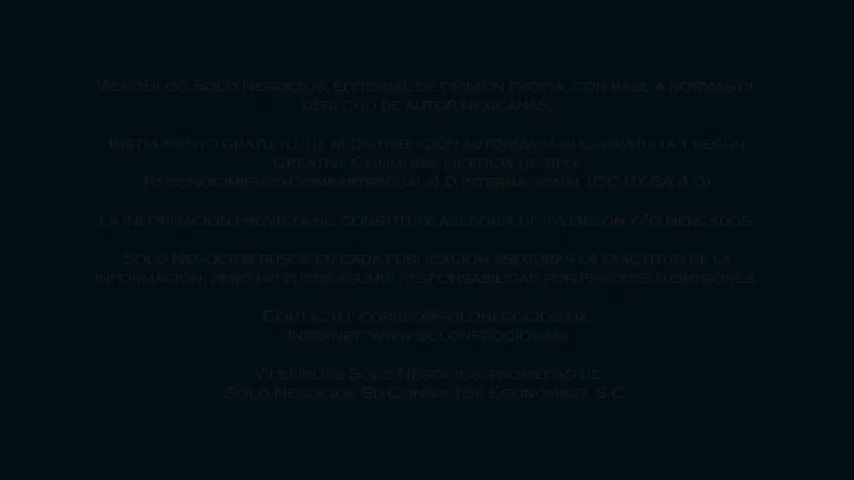 VideoBlog Solo Negocios, editorial de opinión propia, con base a normas de
derecho de autor mexicanas.
Instrumento gratuito, de redistribución autorizada si es gratuita y según
Creative Commons, licencia de tipo:
Reconocimiento-CompartirIgual 4.0 Internacional (CC BY-SA 4.0)
La información provista no constituye asesoría de inversión y/o mercados.
Solo Negocios busca en cada publicación asegurar la exactitud de la
información, pero no puede asumir responsabilidad por errores u omisiones.
Contacto: correo@solonegocios.mx
Internet: www.solonegocios.mx
Videoblog Solo Negocios, propiedad de
Solo Negocios Su Consultor Económico, S.C.